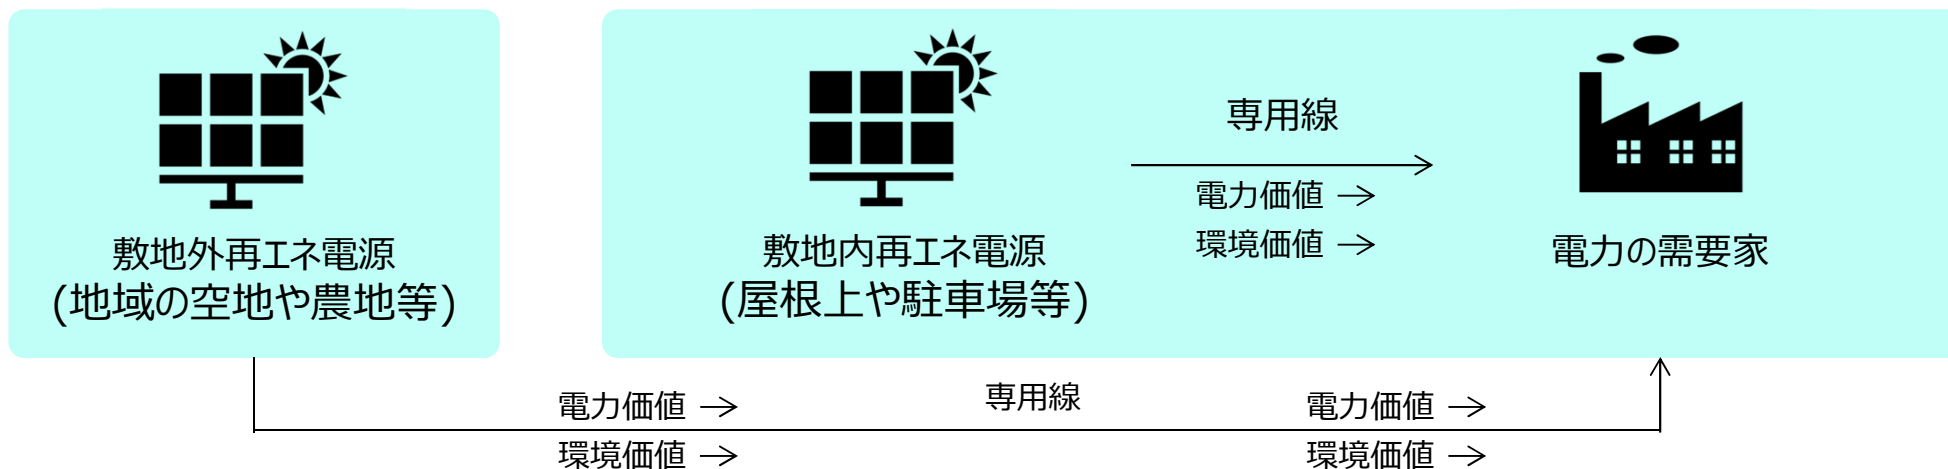 敷地外再エネ電源
(地域の空地や農地等)
敷地内再エネ電源
(屋根上や駐車場等)
専用線
電力価値 →
環境価値 →
電力の需要家
電力価値 →
環境価値 →
専用線
電力価値 →
環境価値 →